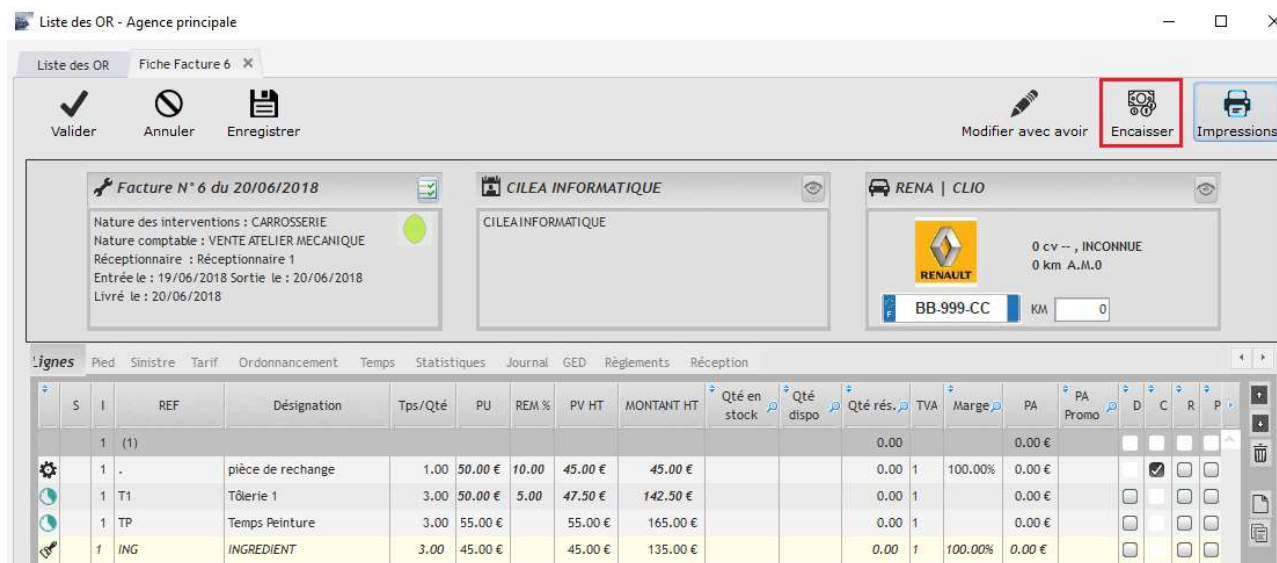 Liste des OR - Agence principale
Liste des OR Fiche Facture 6
Valider Annuler Enregistrer Modifier avec avoir Encaisser Impressions
Facture N° 6 du 20/06/2018
Nature des interventions : CARROSSERIE
Nature comptable : VENTE ATELIER MECANIQUE
Réceptionnaire : Réceptionnaire 1
Entrée le : 19/06/2018 Sortie le : 20/06/2018
Livré le : 20/06/2018
CILEA INFORMATIQUE
CILEA INFORMATIQUE
RENA | CLIO
RENAULT
0 cv -- , INCONNUE
0 km A.M.0
F BB-999-CC KM 0
Lignes Pied Sinistre Tarif Ordonnancement Temps Statistiques Journal GED Règlements Réception
S I REF Désignation Tps/Qté PU REM % PV HT MONTANT HT Qté en stock Qté dispo Qté rés. TVA Marge PA PA Promo D C R P
1 (1) 0.00 0.00 €
1 . pièce de rechange 1.00 50.00 € 10.00 45.00 € 45.00 € 0.00 1 100.00% 0.00 €
1 T1 Tôlerie 1 3.00 50.00 € 5.00 47.50 € 142.50 € 0.00 1 0.00 €
1 TP Temps Peinture 3.00 55.00 € 55.00 € 165.00 € 0.00 1 0.00 €
1 ING INGREDIENT 3.00 45.00 € 45.00 € 135.00 € 0.00 1 100.00% 0.00 €